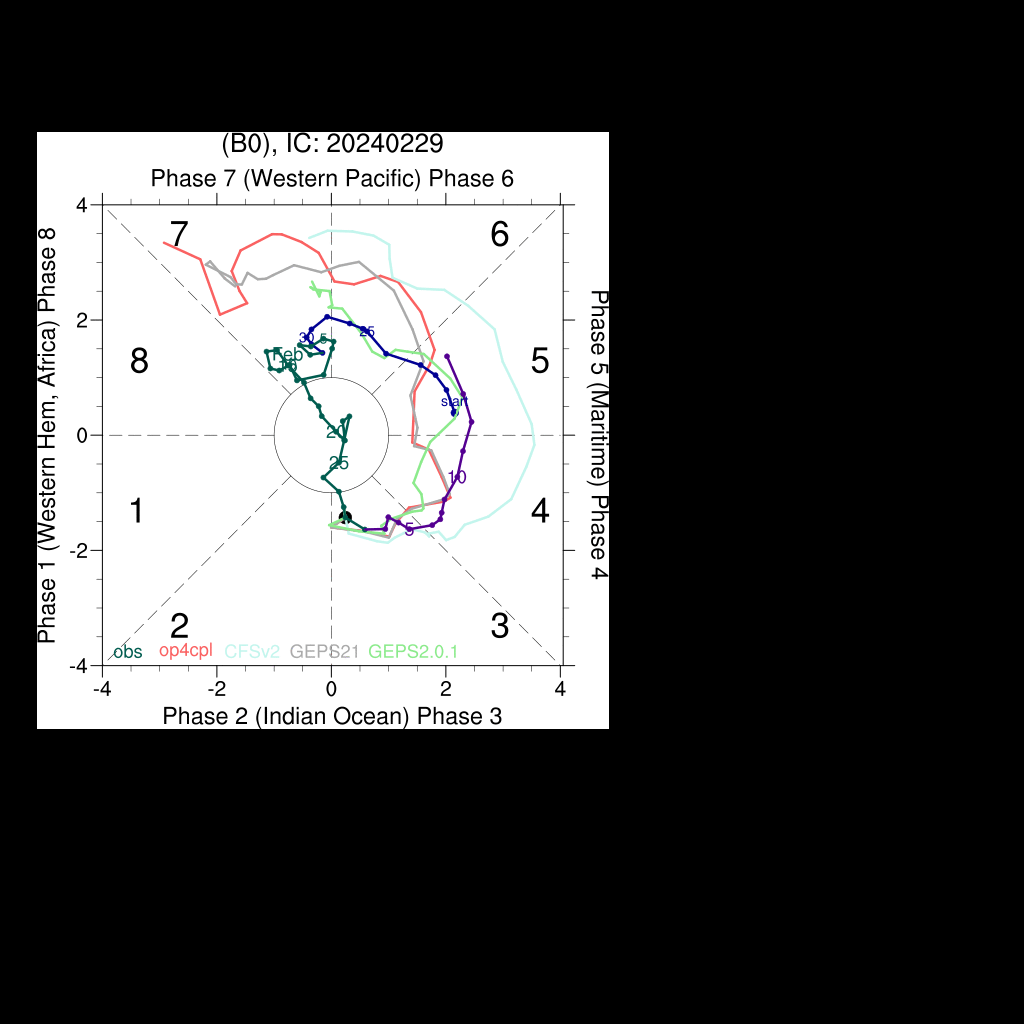 (B0), IC: 20240229
Phase 7 (Western Pacific) Phase 6
Phase 1 (Western Hem, Africa) Phase 8
Phase 5 (Maritime) Phase 4
4
2
0
-2
-4
7
6
8
5
1
4
2
3
30
5
25
Feb
start
20
25
10
5
obs op4cpl CFSv2 GEPS21 GEPS2.0.1
-4 -2 0 2 4
Phase 2 (Indian Ocean) Phase 3